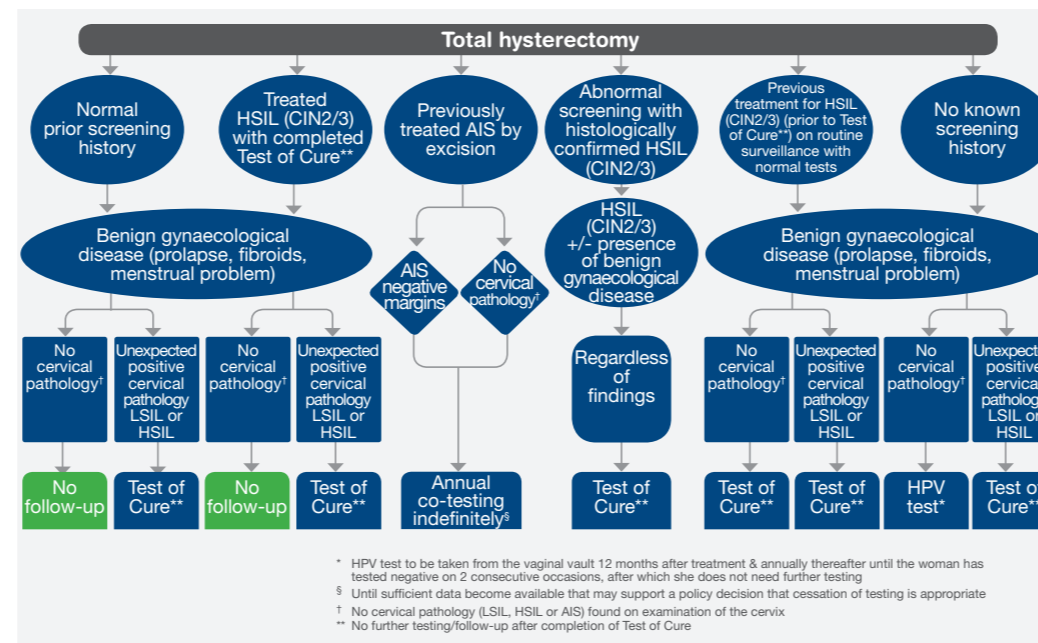 Total hysterectomy
Normal
prior screening
history
Treated
HSIL (CIN2/3)
with completed
Test of Cure**
Previously
treated AIS by
excision
Abnormal
screening with
histologically
confirmed HSIL
(CIN2/3)
Previous
treatment for HSIL
(CIN2/3) (prior to Test
of Cure**) on routine
surveillance with
normal tests
No known
screening
history
Benign gynaecological
disease (prolapse, fibroids,
menstrual problem)
AIS
negative
margins
No
cervical
pathology†
HSIL
(CIN2/3)
+/- presence
of benign
gynaecological
disease
Benign gynaecological
disease (prolapse, fibroids,
menstrual problem)
No
cervical
pathology†
Unexpected
positive
cervical
pathology
LSIL or
HSIL
No
cervical
pathology†
Unexpected
positive
cervical
pathology
LSIL or
HSIL
Regardless
of
findings
No
cervical
pathology†
Unexpected
positive
cervical
pathology
LSIL or
HSIL
No
cervical
pathology†
Unexpecte
positive
cervica
patholog
LSIL or
HSIL
No
follow-up
Test of
Cure**
No
follow-up
Test of
Cure**
Annual
co-testing
indefinitely§
Test of
Cure**
Test of
Cure**
Test of
Cure**
HPV
test*
Test of
Cure**
* HPV test to be taken from the vaginal vault 12 months after treatment & annually thereafter until the woman has
tested negative on 2 consecutive occasions, after which she does not need further testing
§ Until sufficient data become available that may support a policy decision that cessation of testing is appropriate
† No cervical pathology (LSIL, HSIL or AIS) found on examination of the cervix
** No further testing/follow-up after completion of Test of Cure